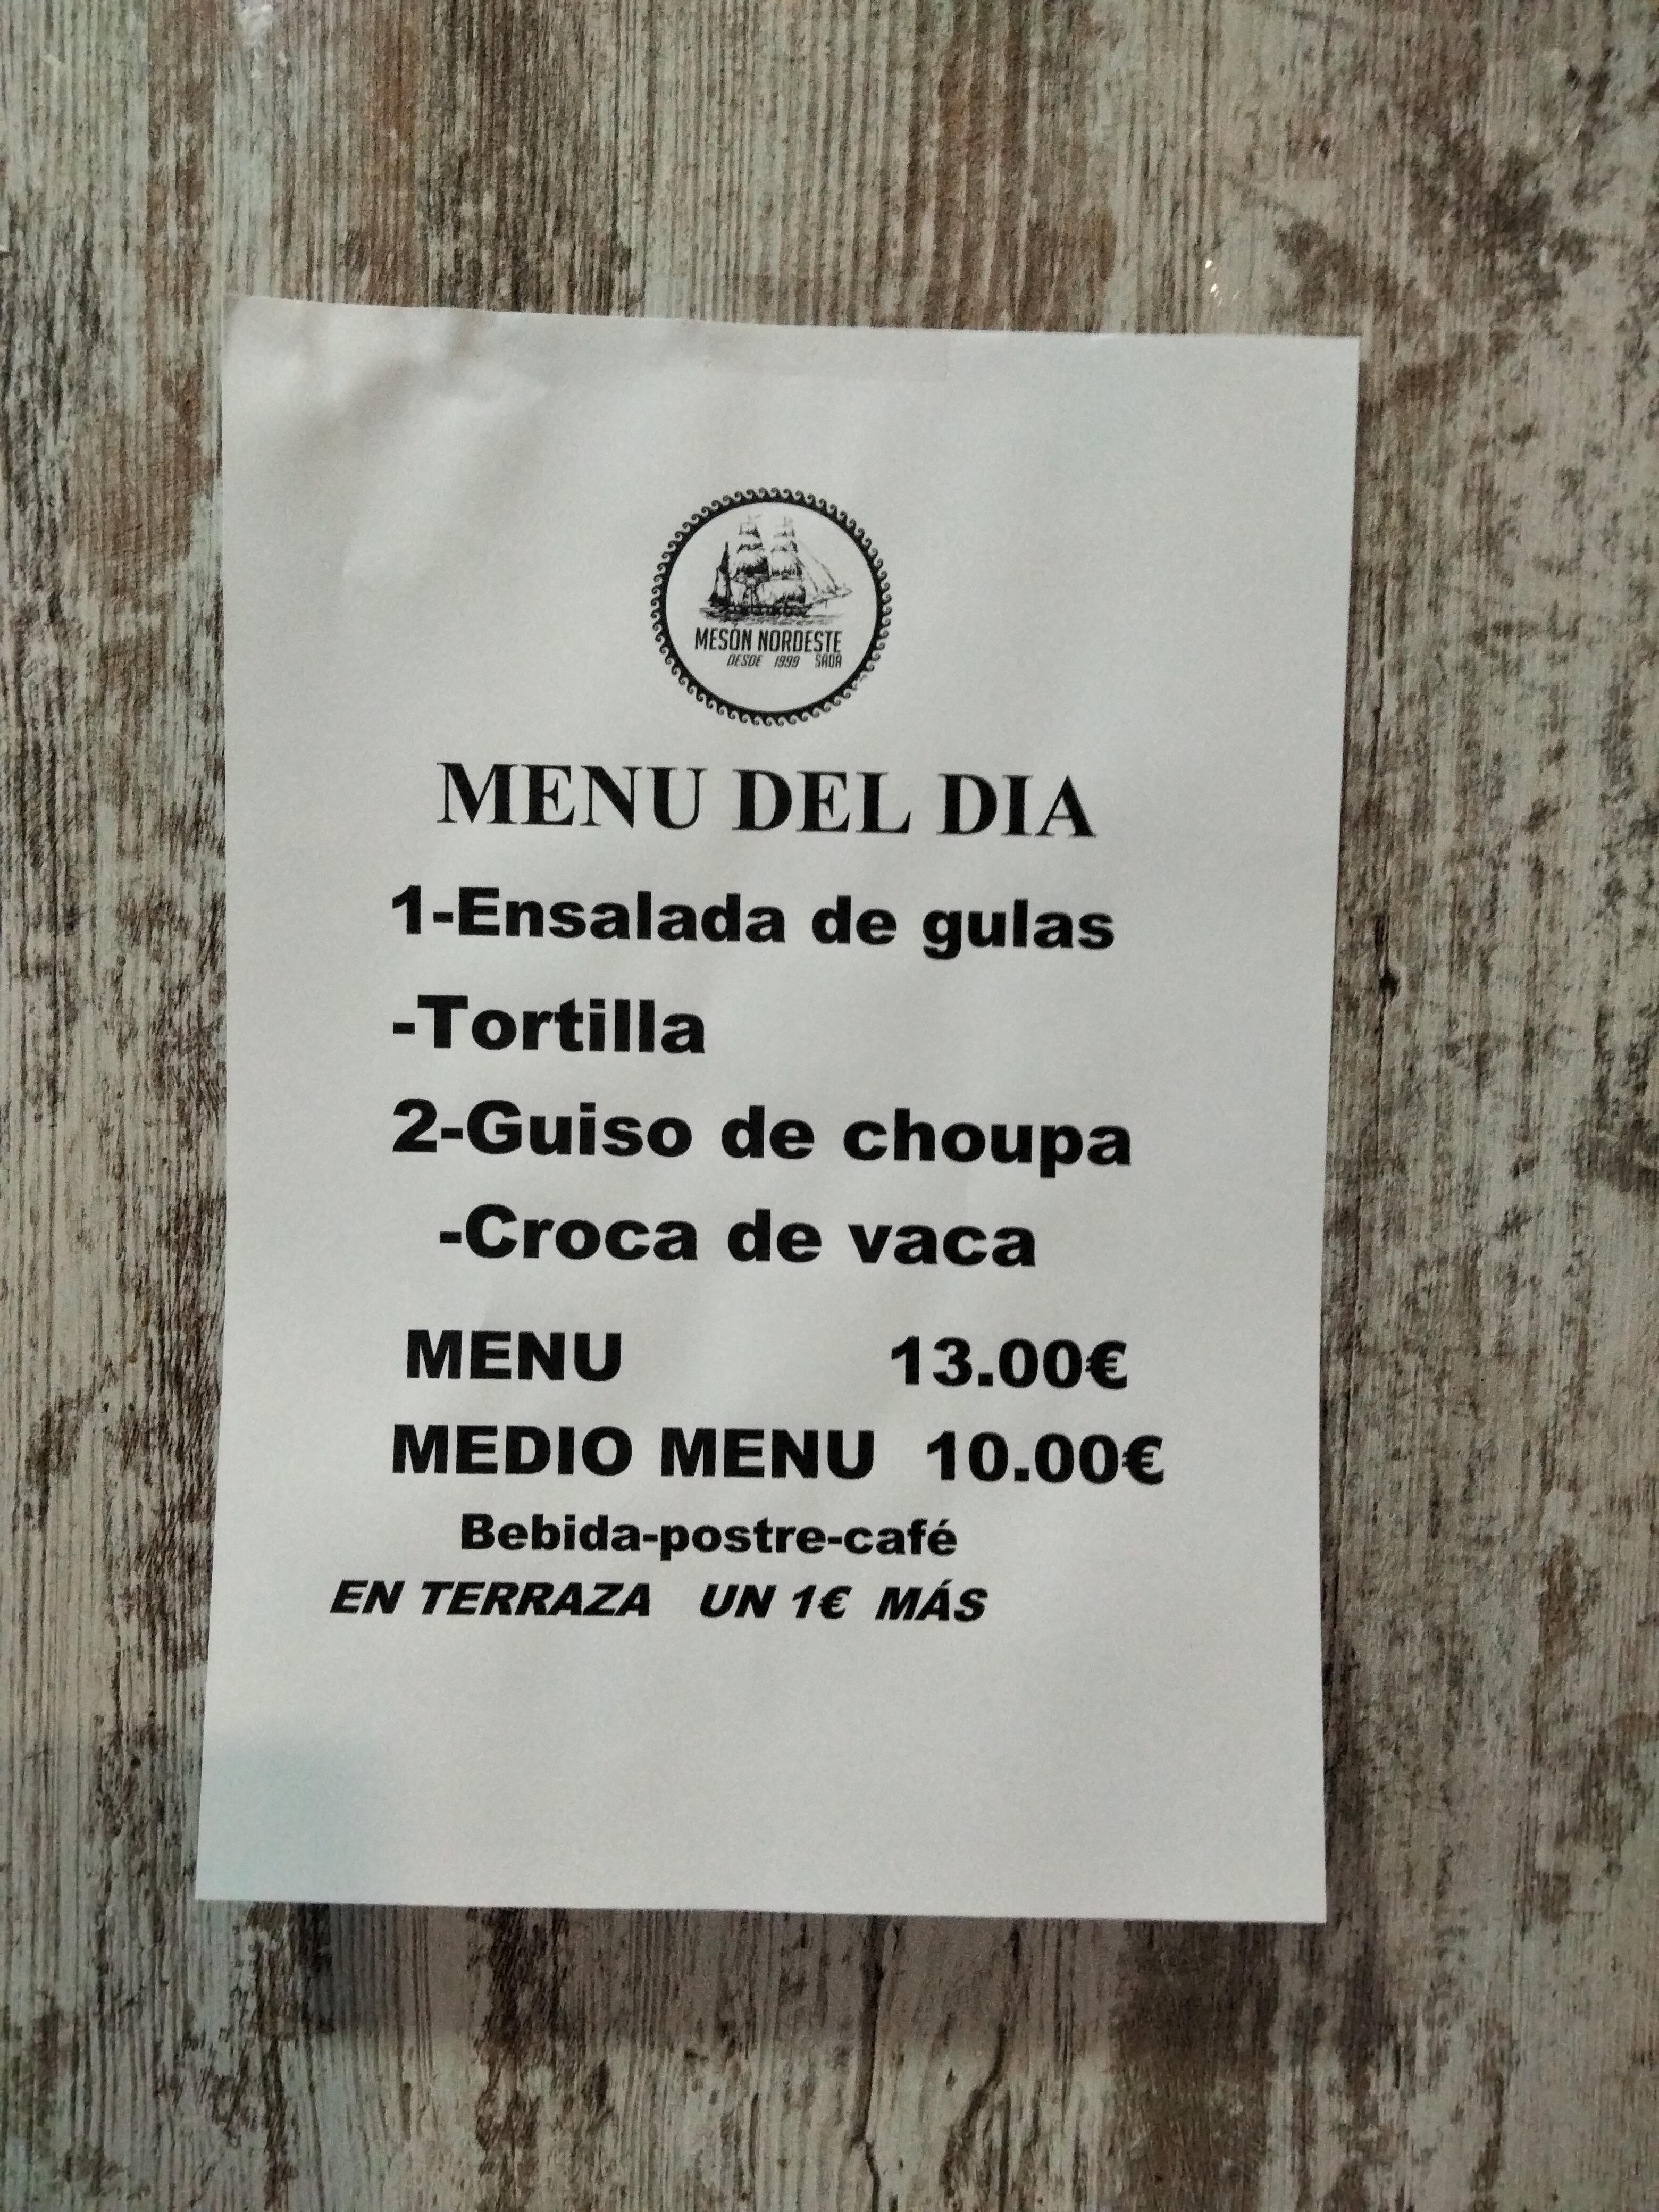 MESÓN NORDESTE
DESDE 1999 SADA
MENU DEL DIA
1-Ensalada de gulas
-Tortilla
2-Guiso de choupa
-Croca de vaca
MENU 13.00€
MEDIO MENU 10.00€
Bebida-postre-café
EN TERRAZA UN 1€ MÁS